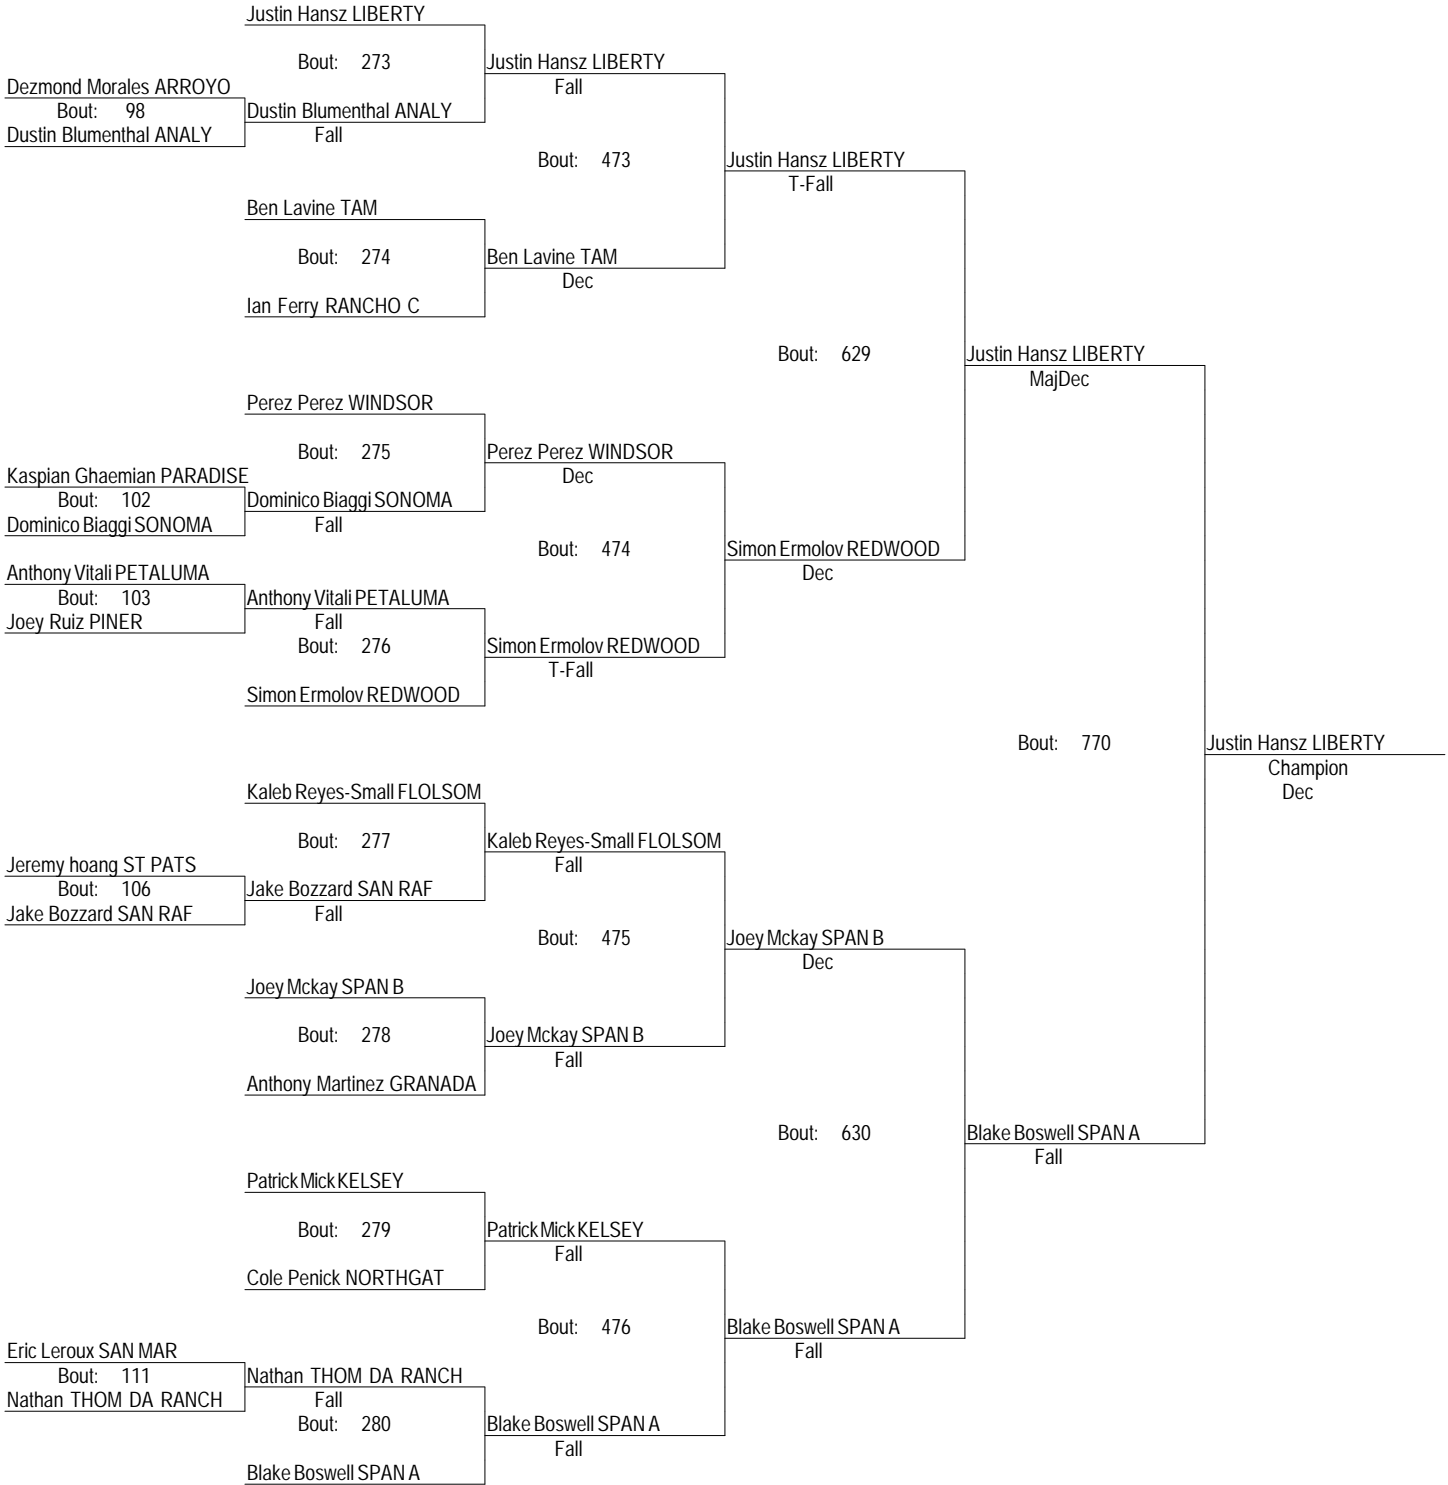 Justin Hansz LIBERTY
Bout: 273
Justin Hansz LIBERTY
Fall
Dezmond Morales ARROYO
Bout: 98
Dustin Blumenthal ANALY
Dustin Blumenthal ANALY
Fall
Bout: 473
Justin Hansz LIBERTY
T-Fall
Ben Lavine TAM
Bout: 274
Ben Lavine TAM
Dec
Ian Ferry RANCHO C
Bout: 629
Justin Hansz LIBERTY
MajDec
Perez Perez WINDSOR
Bout: 275
Perez Perez WINDSOR
Dec
Kaspian Ghaemian PARADISE
Bout: 102
Dominico Biaggi SONOMA
Dominico Biaggi SONOMA
Fall
Bout: 474
Simon Ermolov REDWOOD
Dec
Anthony Vitali PETALUMA
Bout: 103
Joey Ruiz PINER
Anthony Vitali PETALUMA
Fall
Bout: 276
Simon Ermolov REDWOOD
T-Fall
Simon Ermolov REDWOOD
Bout: 770
Justin Hansz LIBERTY
Champion
Dec
Kaleb Reyes-Small FLOLSOM
Bout: 277
Kaleb Reyes-Small FLOLSOM
Fall
Jeremy hoang ST PATS
Bout: 106
Jake Bozzard SAN RAF
Jake Bozzard SAN RAF
Fall
Bout: 475
Joey Mckay SPAN B
Dec
Joey Mckay SPAN B
Bout: 278
Joey Mckay SPAN B
Fall
Anthony Martinez GRANADA
Bout: 630
Blake Boswell SPAN A
Fall
Patrick Mick KELSEY
Bout: 279
Patrick Mick KELSEY
Fall
Cole Penick NORTHGAT
Bout: 476
Blake Boswell SPAN A
Fall
Eric Leroux SAN MAR
Bout: 111
Nathan THOM DA RANCH
Nathan THOM DA RANCH
Fall
Bout: 280
Blake Boswell SPAN A
Fall
Blake Boswell SPAN A